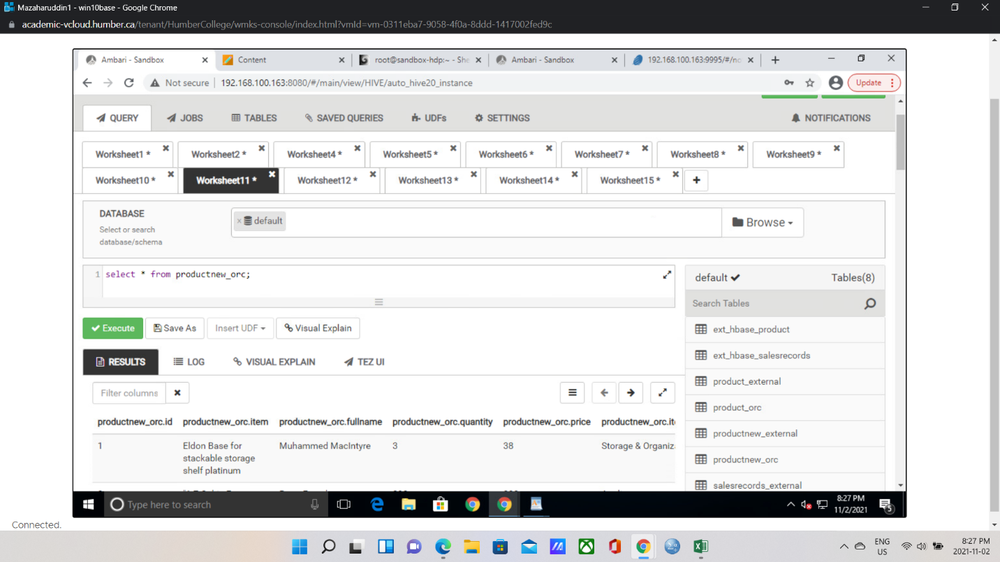 Mazaharuddin1 - win10base - Google Chrome
academic-vcloud.humber.ca/tenant/HumberCollege/wmks-console/index.html?vmId=vm-0311eba7-9058-4f0a-8ddd-1417002fed9c
Ambari - Sandbox
Content
root@sandbox-hdp:~ - She
Ambari - Sandbox
192.168.100.163:9995/#/no
Not secure
192.168.100.163:8080/#/main/view/HIVE/auto_hive20_instance
Update
QUERY
JOBS
TABLES
SAVED QUERIES
UDFs
SETTINGS
NOTIFICATIONS
Worksheet1 *
Worksheet2 *
Worksheet4 *
Worksheet5 *
Worksheet6 *
Worksheet7 *
Worksheet8 *
Worksheet9 *
Worksheet10 *
Worksheet11 *
Worksheet12 *
Worksheet13 *
Worksheet14 *
Worksheet15 *
DATABASE
Select or search
database/schema
× default
Browse
1 select * from productnew_orc;
default
Tables(8)
Search Tables
ext_hbase_product
ext_hbase_salesrecords
product_external
product_orc
productnew_external
productnew_orc
salesrecords_external
Execute
Save As
Insert UDF
Visual Explain
RESULTS
LOG
VISUAL EXPLAIN
TEZ UI
Filter columns
productnew_orc.id productnew_orc.item productnew_orc.fullname productnew_orc.quantity productnew_orc.price productnew_orc.it
1
Eldon Base for
stackable storage
shelf platinum
Muhammed MacIntyre
3
38
Storage & Organiz
Type here to search
8:27 PM
11/2/2021
5
Connected.
ENG
US
8:27 PM
2021-11-02